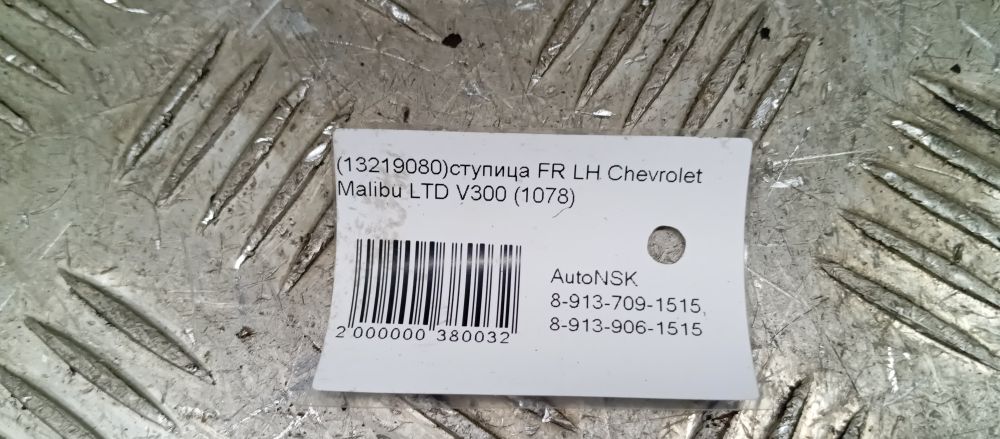 (13219080)ступица FR LH Chevrolet
Malibu LTD V300 (1078)
AutoNSK
8-913-709-1515,
8-913-906-1515
2 000000 380032